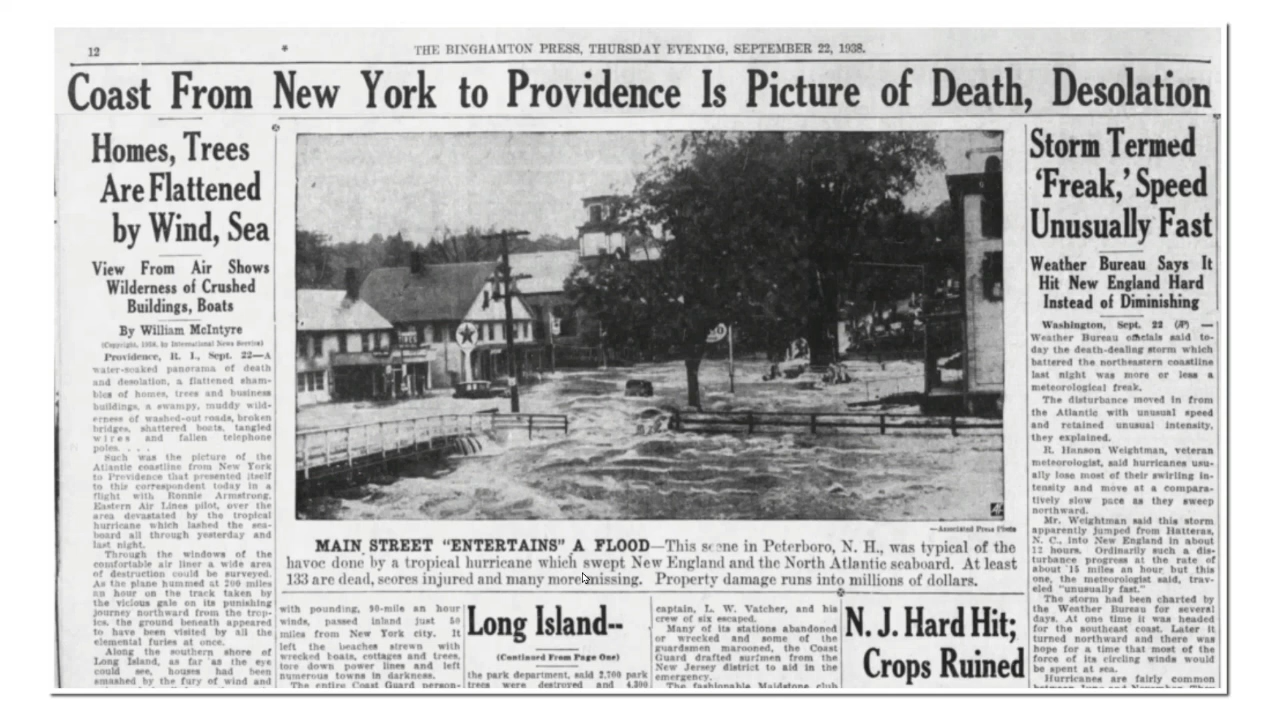 12
THE BINGHAMTON PRESS, THURSDAY EVENING, SEPTEMBER 22, 1938.
Coast From New York to Providence Is Picture of Death, Desolation
Homes, Trees
Are Flattened
by Wind, Sea
View From Air Shows
Wilderness of Crushed
Buildings, Boats
By William McIntyre
(Copyright, 1938, by International News Service)
Providence, R. I., Sept. 22—A
water-soaked panorama of death
and desolation, a flattened sham-
bles of homes, trees and business
buildings, a swampy, muddy wild-
erness of washed-out roads, broken
bridges, shattered boats, tangled
wires and fallen telephone
poles. . . .
Such was the picture of the
Atlantic coastline from New York
to Providence that presented itself
to this correspondent today in a
flight with Ronnie Armstrong,
Eastern Air Lines pilot, over the
area devastated by the tropical
hurricane which lashed the sea-
board all through yesterday and
last night.
Through the windows of the
comfortable air liner a wide area
of destruction could be surveyed.
As the plane hummed at 200 miles
an hour on the track taken by
the vicious gale on its punishing
journey northward from the trop-
ics, the ground beneath appeared
to have been visited by all the
elemental furies at once.
Along the southern shore of
Long Island, as far as the eye
could see, houses had been
smashed by the fury of wind and
—Associated Press Photo
MAIN STREET "ENTERTAINS" A FLOOD—This scene in Peterboro, N. H., was typical of the
havoc done by a tropical hurricane which swept New England and the North Atlantic seaboard. At least
133 are dead, scores injured and many more missing. Property damage runs into millions of dollars.
with pounding, 90-mile an hour
winds, passed inland just 50
miles from New York city. It
left the beaches strewn with
wrecked boats, cottages and trees,
tore down power lines and left
numerous towns in darkness.
The entire Coast Guard person-
Long Island--
(Continued From Page One)
the park department, said 2,700 park
trees were destroyed and 4,300
captain, L. W. Vatcher, and his
crew of six escaped.
Many of its stations abandoned
or wrecked and some of the
guardsmen marooned, the Coast
Guard drafted surfmen from the
New Jersey district to aid in the
emergency.
The fashionable Maidstone club
N. J. Hard Hit;
Crops Ruined
Storm Termed
'Freak,' Speed
Unusually Fast
Weather Bureau Says It
Hit New England Hard
Instead of Diminishing
Washington, Sept. 22 (AP) —
Weather Bureau officials said to-
day the death-dealing storm which
battered the northeastern coastline
last night was more or less a
meteorological freak.
The disturbance moved in from
the Atlantic with unusual speed
and retained unusual intensity,
they explained.
R. Hanson Weightman, veteran
meteorologist, said hurricanes usu-
ally lose most of their swirling in-
tensity and move at a compara-
tively slow pace as they sweep
northward.
Mr. Weightman said this storm
apparently jumped from Hatteras,
N. C., into New England in about
12 hours. Ordinarily such a dis-
turbance progress at the rate of
about 15 miles an hour but this
one, the meteorologist said, trav-
eled "unusually fast."
The storm had been charted by
the Weather Bureau for several
days. At one time it was headed
for the southeast coast. Later it
turned northward and there was
hope for a time that most of the
force of its circling winds would
be spent at sea.
Hurricanes are fairly common